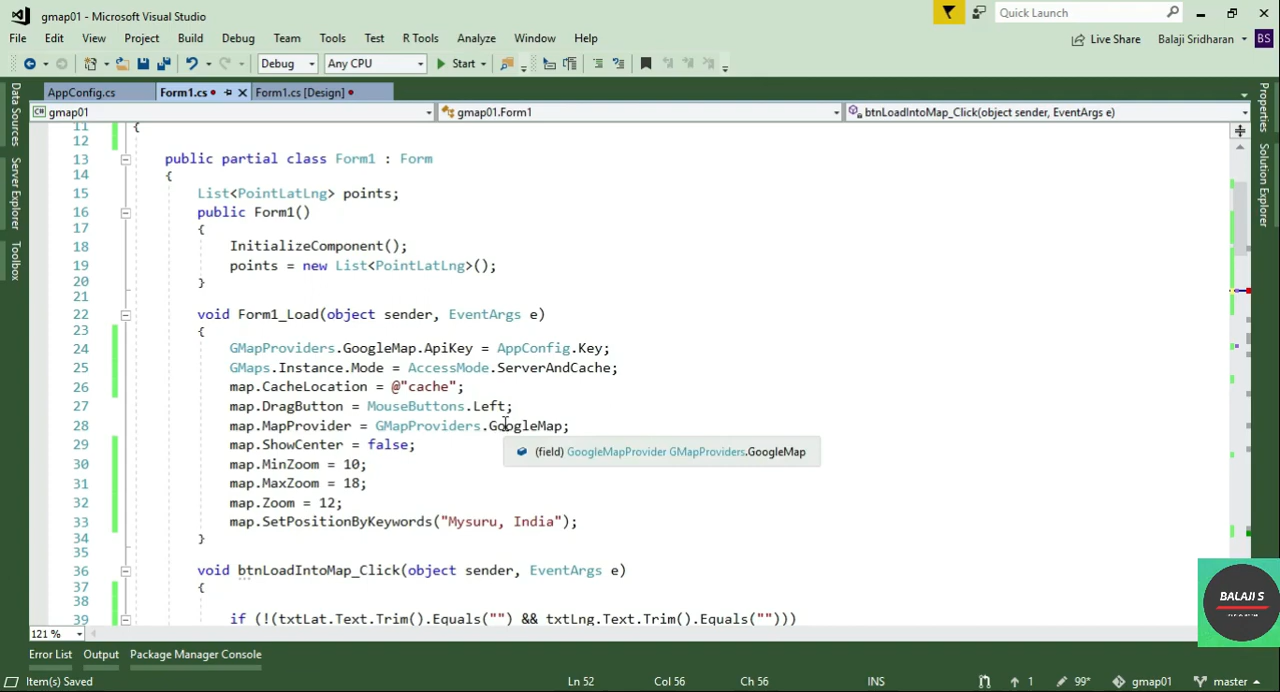 gmap01 - Microsoft Visual Studio
Quick Launch
File Edit View Project Build Debug Team Tools Test R Tools Analyze Window Help
Live Share Balaji Sridharan BS
Debug Any CPU Start
AppConfig.cs Form1.cs Form1.cs [Design]
gmap01 gmap01.Form1 btnLoadIntoMap_Click(object sender, EventArgs e)
Data Sources
Server Explorer
Toolbox
Properties
Solution Explorer
11 {
12
13 public partial class Form1 : Form
14 {
15 List<PointLatLng> points;
16 public Form1()
17 {
18 InitializeComponent();
19 points = new List<PointLatLng>();
20 }
21
22 void Form1_Load(object sender, EventArgs e)
23 {
24 GMapProviders.GoogleMap.ApiKey = AppConfig.Key;
25 GMaps.Instance.Mode = AccessMode.ServerAndCache;
26 map.CacheLocation = @"cache";
27 map.DragButton = MouseButtons.Left;
28 map.MapProvider = GMapProviders.GoogleMap;
29 map.ShowCenter = false;
(field) GoogleMapProvider GMapProviders.GoogleMap
30 map.MinZoom = 10;
31 map.MaxZoom = 18;
32 map.Zoom = 12;
33 map.SetPositionByKeywords("Mysuru, India");
34 }
35
36 void btnLoadIntoMap_Click(object sender, EventArgs e)
37 {
38
39 if (!(txtLat.Text.Trim().Equals("") && txtLng.Text.Trim().Equals("")))
121 %
BALAJI S
Error List Output Package Manager Console
Item(s) Saved Ln 52 Col 56 Ch 56 INS 1 99* gmap01 master